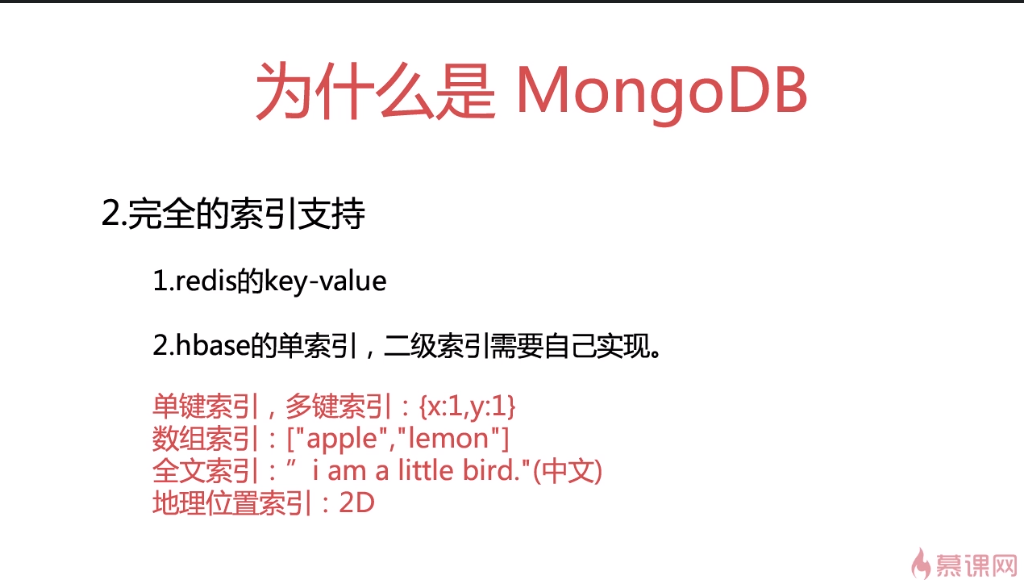 为什么是 MongoDB
2.完全的索引支持
1.redis的key-value
2.hbase的单索引，二级索引需要自己实现。
单键索引，多键索引：{x:1,y:1}
数组索引：["apple","lemon"]
全文索引：”i am a little bird."(中文)
地理位置索引：2D
慕课网